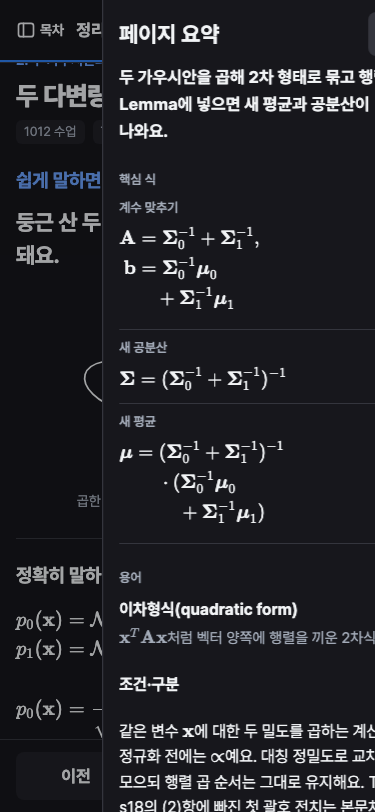 목차 정리
두 다변량
1012 수업
쉽게 말하면
둥근 산 두
돼요.
곱한
정확히 말하
p₀(x) = N
p₁(x) = N
p₀(x) =
이전
페이지 요약
두 가우시안을 곱해 2차 형태로 묶고
Lemma에 넣으면 새 평균과 공분산이
나와요.
핵심 식
계수 맞추기
A = Σ₀⁻¹ + Σ₁⁻¹,
b = Σ₀⁻¹μ₀
+ Σ₁⁻¹μ₁
새 공분산
Σ = (Σ₀⁻¹ + Σ₁⁻¹)⁻¹
새 평균
μ = (Σ₀⁻¹ + Σ₁⁻¹)⁻¹
· (Σ₀⁻¹μ₀
+ Σ₁⁻¹μ₁)
용어
이차형식(quadratic form)
xᵀAx처럼 벡터 양쪽에 행렬을 끼운 2차식
조건·구분
같은 변수 x에 대한 두 밀도를 곱하는 계산
정규화 전에는 ∝예요. 대칭 정밀도로 교차
모으되 행렬 곱 순서는 그대로 유지해요. T
s18의 (2)항에 빠진 첫 괄호 전치는 본문